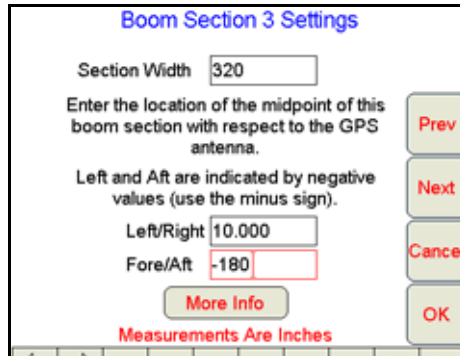 Boom Section 3 Settings
Section Width 320
Enter the location of the midpoint of this
boom section with respect to the GPS
antenna.
Left and Aft are indicated by negative
values (use the minus sign).
Left/Right 10.000
Fore/Aft -180
More Info
Measurements Are Inches
Prev
Next
Cance
OK